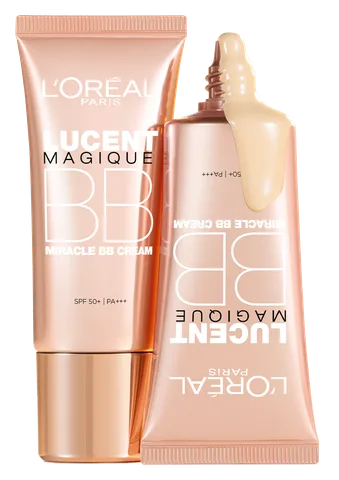 L'ORÉAL
PARIS
LUCENT
MAGIQUE
BB
MIRACLE BB CREAM
SPF 50+ | PA+++
L'ORÉAL
PARIS
LUCENT
MAGIQUE
BB
MIRACLE BB CREAM
50+ | PA+++